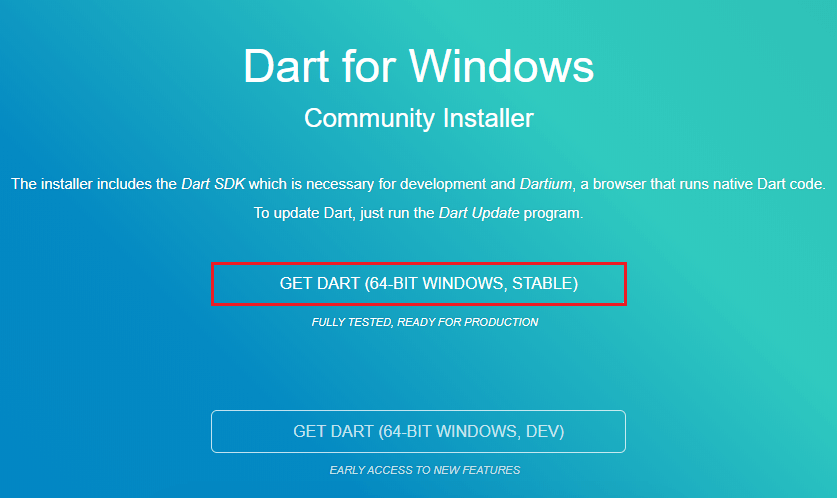 Dart for Windows
Community Installer
The installer includes the Dart SDK which is necessary for development and Dartium, a browser that runs native Dart code.
To update Dart, just run the Dart Update program.
GET DART (64-BIT WINDOWS, STABLE)
FULLY TESTED, READY FOR PRODUCTION
GET DART (64-BIT WINDOWS, DEV)
EARLY ACCESS TO NEW FEATURES